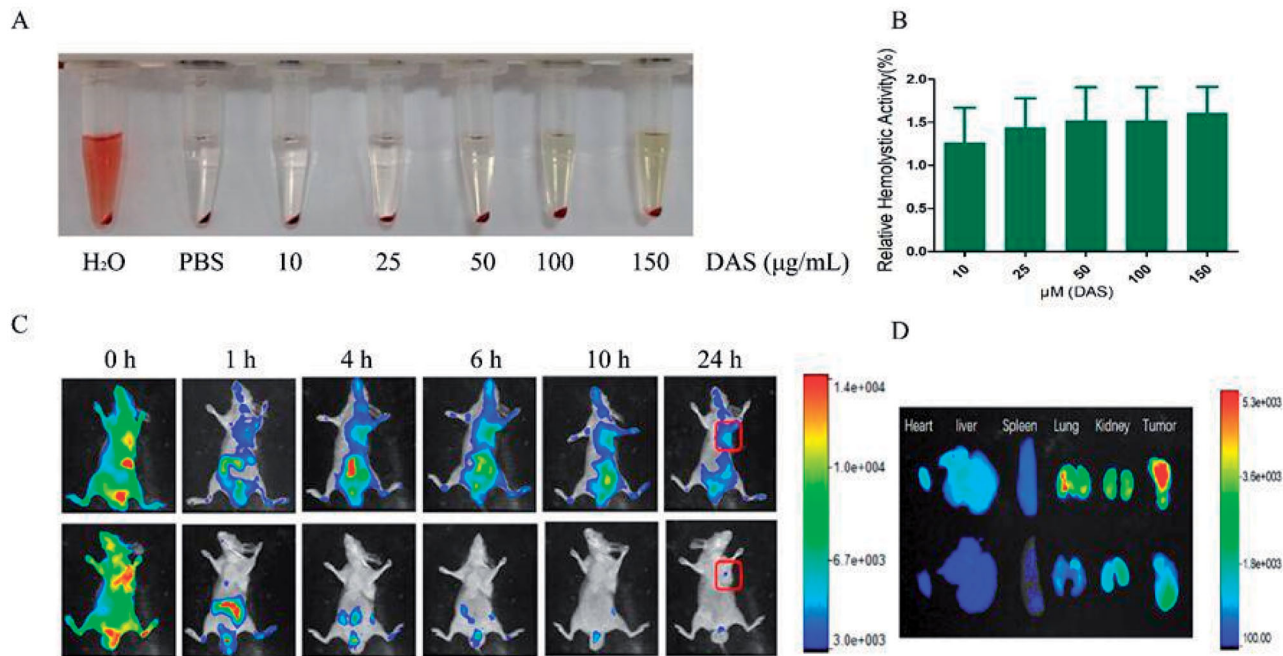 A
H₂O PBS 10 25 50 100 150 DAS (μg/mL)
B
Relative Hemolystic Activity(%)
2.0
1.5
1.0
0.5
0.0
10 25 50 100 150
μM (DAS)
C
0 h 1 h 4 h 6 h 10 h 24 h
1.4e+004
1.0e+004
6.7e+003
3.0e+003
D
Heart liver Spleen Lung Kidney Tumor
5.3e+003
3.6e+003
1.8e+003
100.00